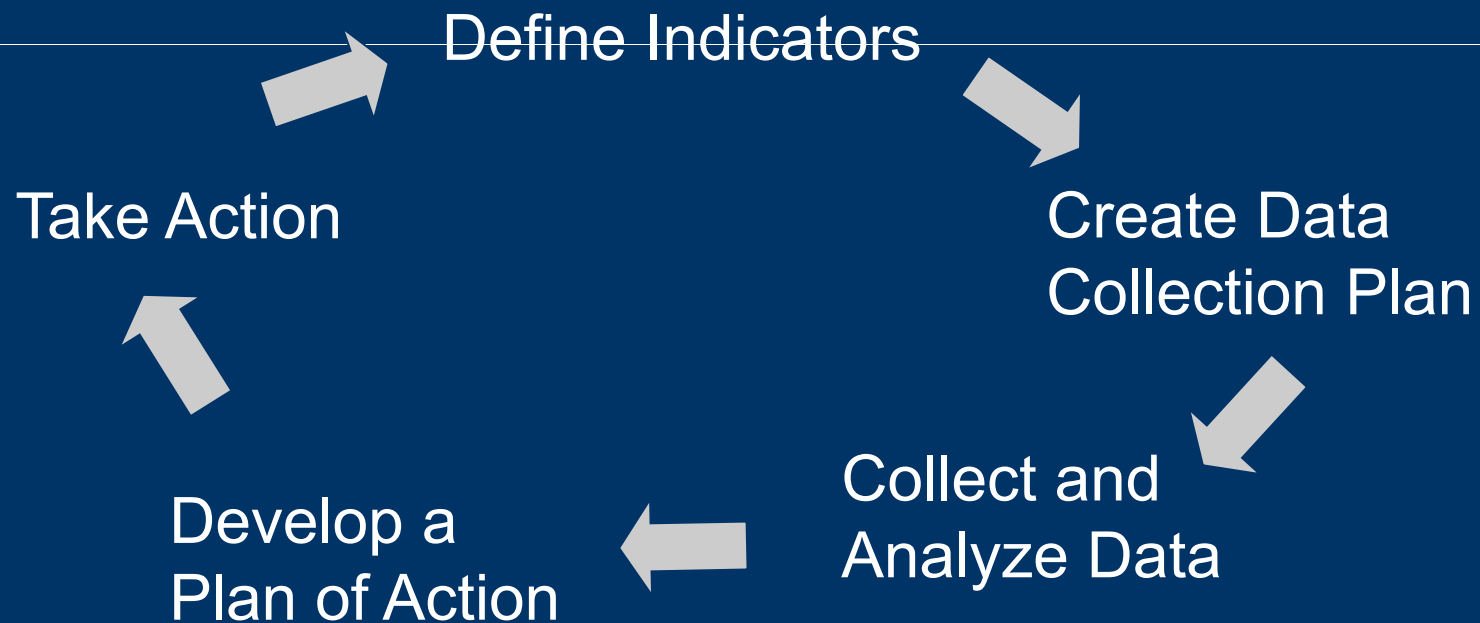 Define Indicators
Create Data
Collection Plan
Collect and
Analyze Data
Develop a
Plan of Action
Take Action